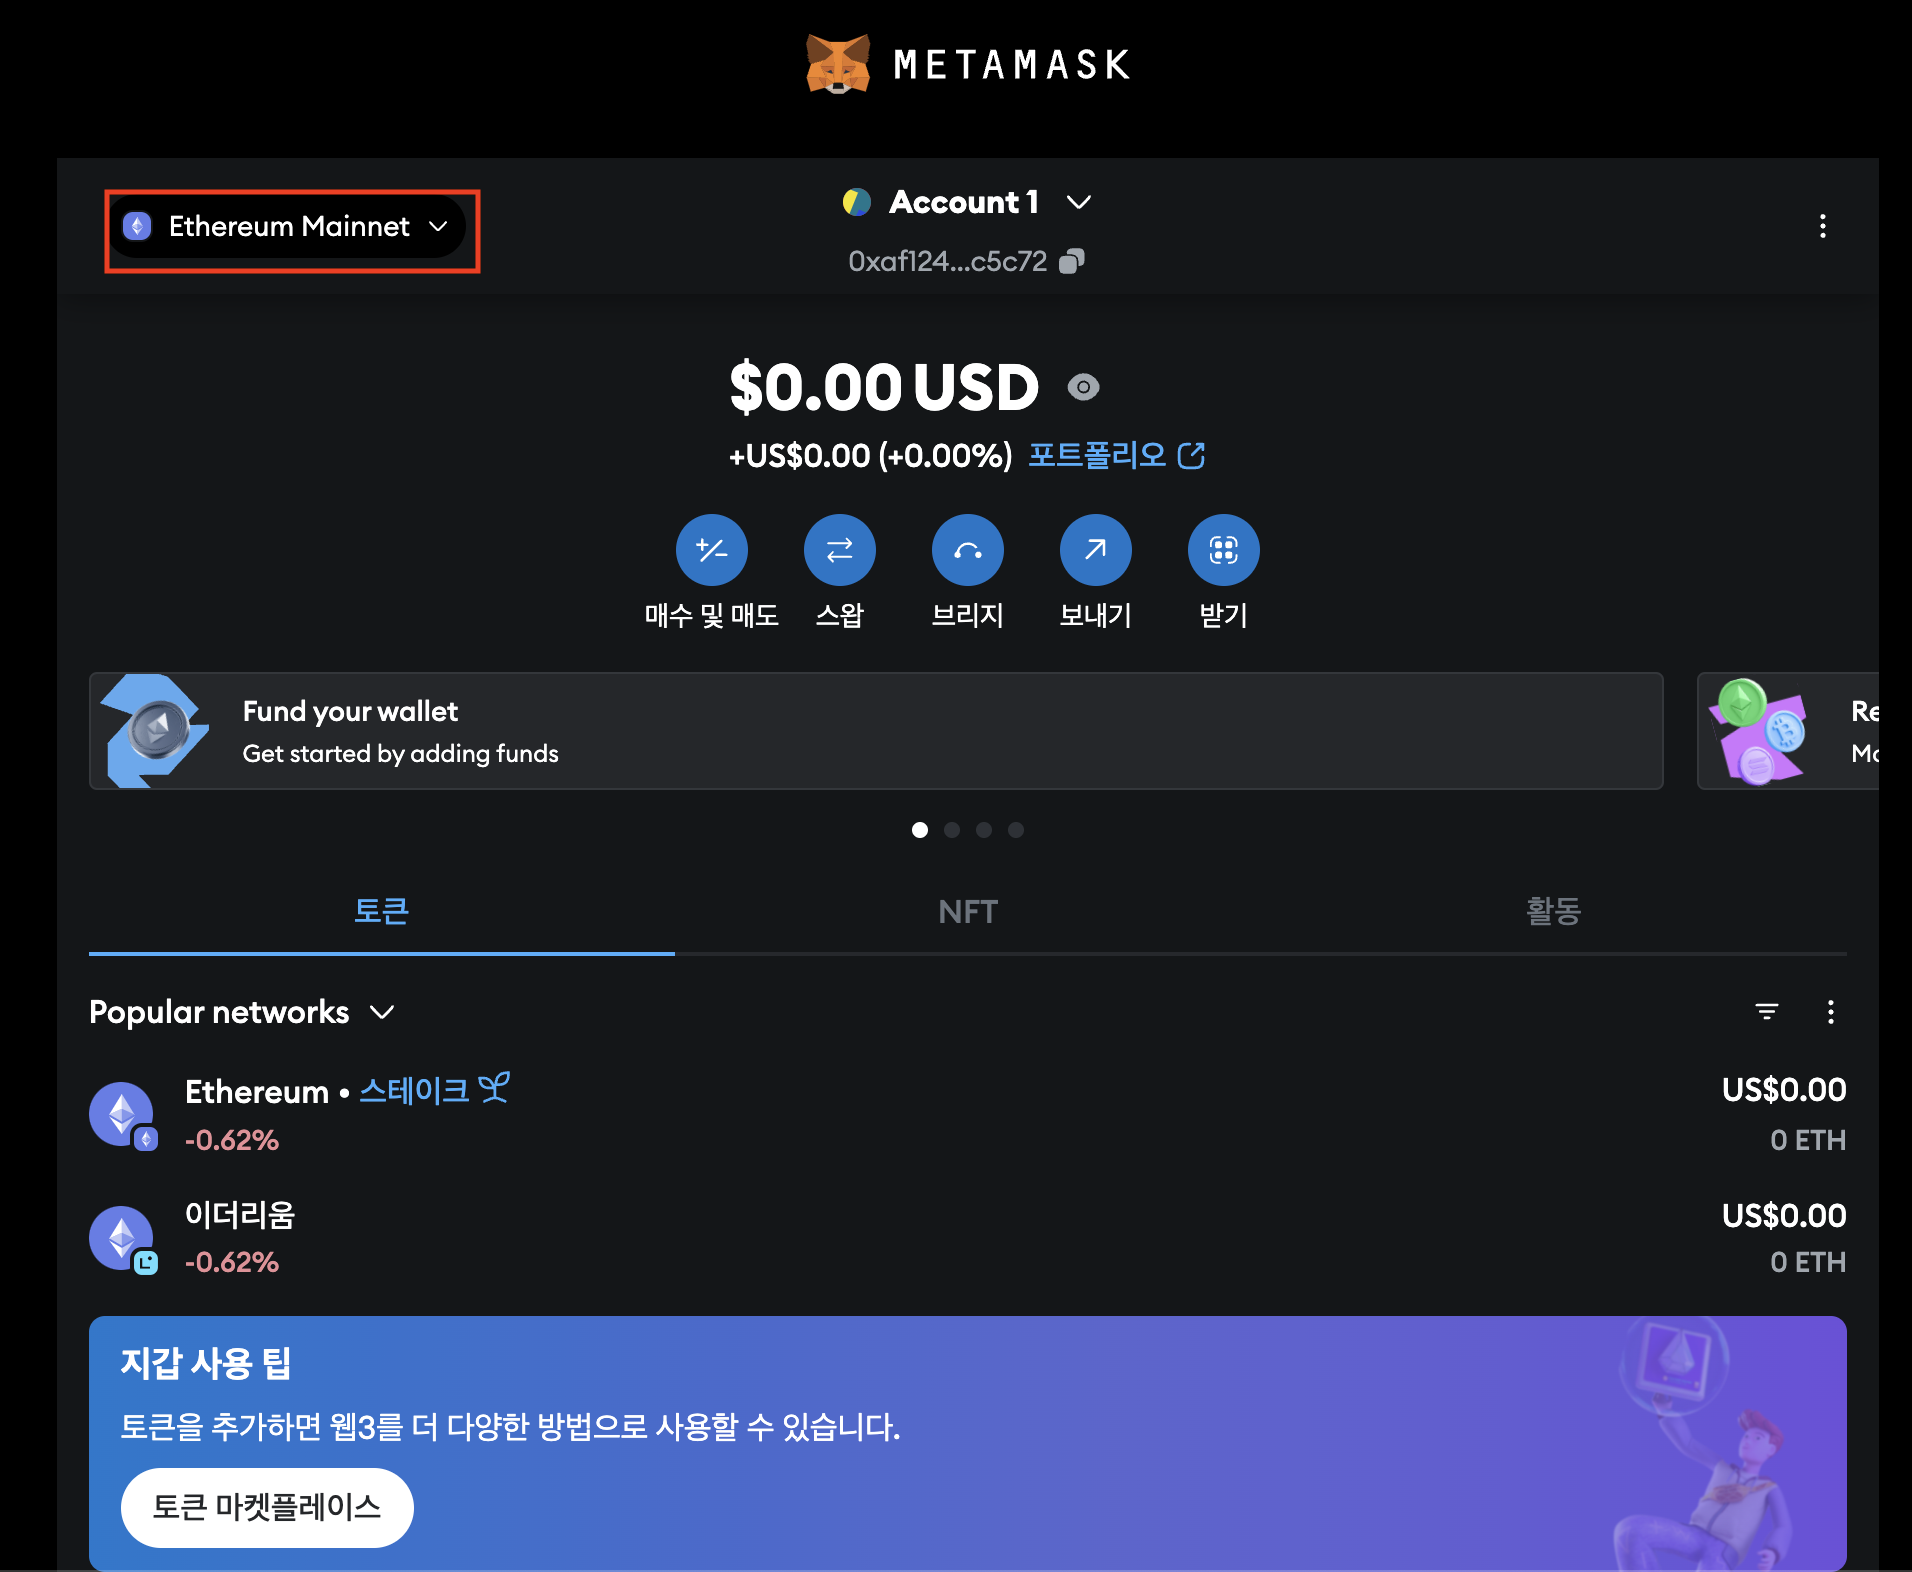 METAMASK
Ethereum Mainnet
Account 1
0xaf124...c5c72
$0.00 USD
+US$0.00 (+0.00%) 포트폴리오
매수 및 매도
스왑
브리지
보내기
받기
Fund your wallet
Get started by adding funds
Re
Mo
토큰
NFT
활동
Popular networks
Ethereum • 스테이크
US$0.00
-0.62%
0 ETH
이더리움
US$0.00
-0.62%
0 ETH
지갑 사용 팁
토큰을 추가하면 웹3를 더 다양한 방법으로 사용할 수 있습니다.
토큰 마켓플레이스